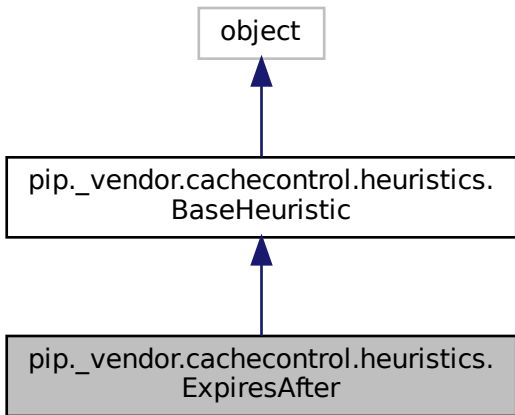 object
pip._vendor.cachecontrol.heuristics.
BaseHeuristic
pip._vendor.cachecontrol.heuristics.
ExpiresAfter